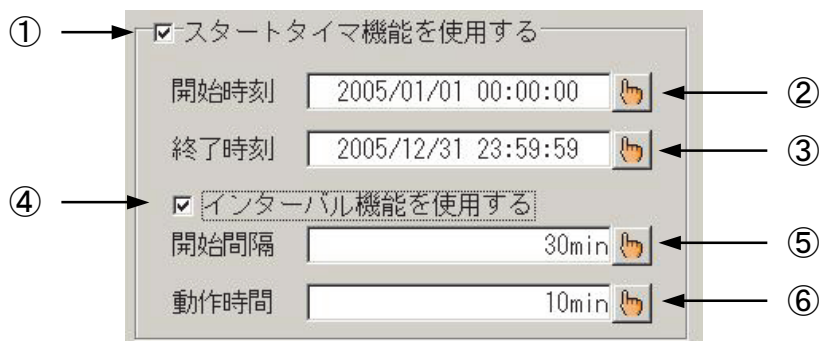 ① スタートタイマ機能を使用する
開始時刻 2005/01/01 00:00:00 ②
終了時刻 2005/12/31 23:59:59 ③
④ インターバル機能を使用する
開始間隔 30min ⑤
動作時間 10min ⑥